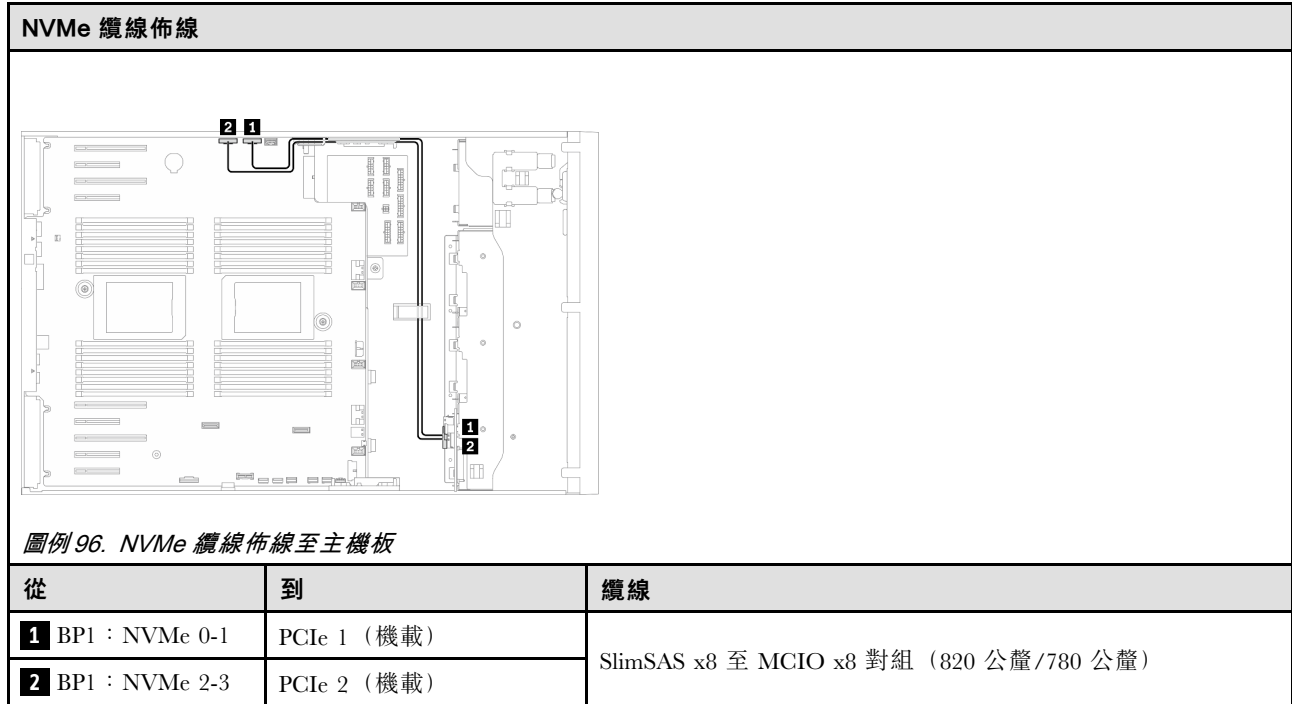 NVMe 纜線佈線
2 1
1
2
圖例 96. NVMe 纜線佈線至主機板
從 到 纜線
1 BP1：NVMe 0-1 PCIe 1（機載） SlimSAS x8 至 MCIO x8 對組（820 公釐/780 公釐）
2 BP1：NVMe 2-3 PCIe 2（機載）